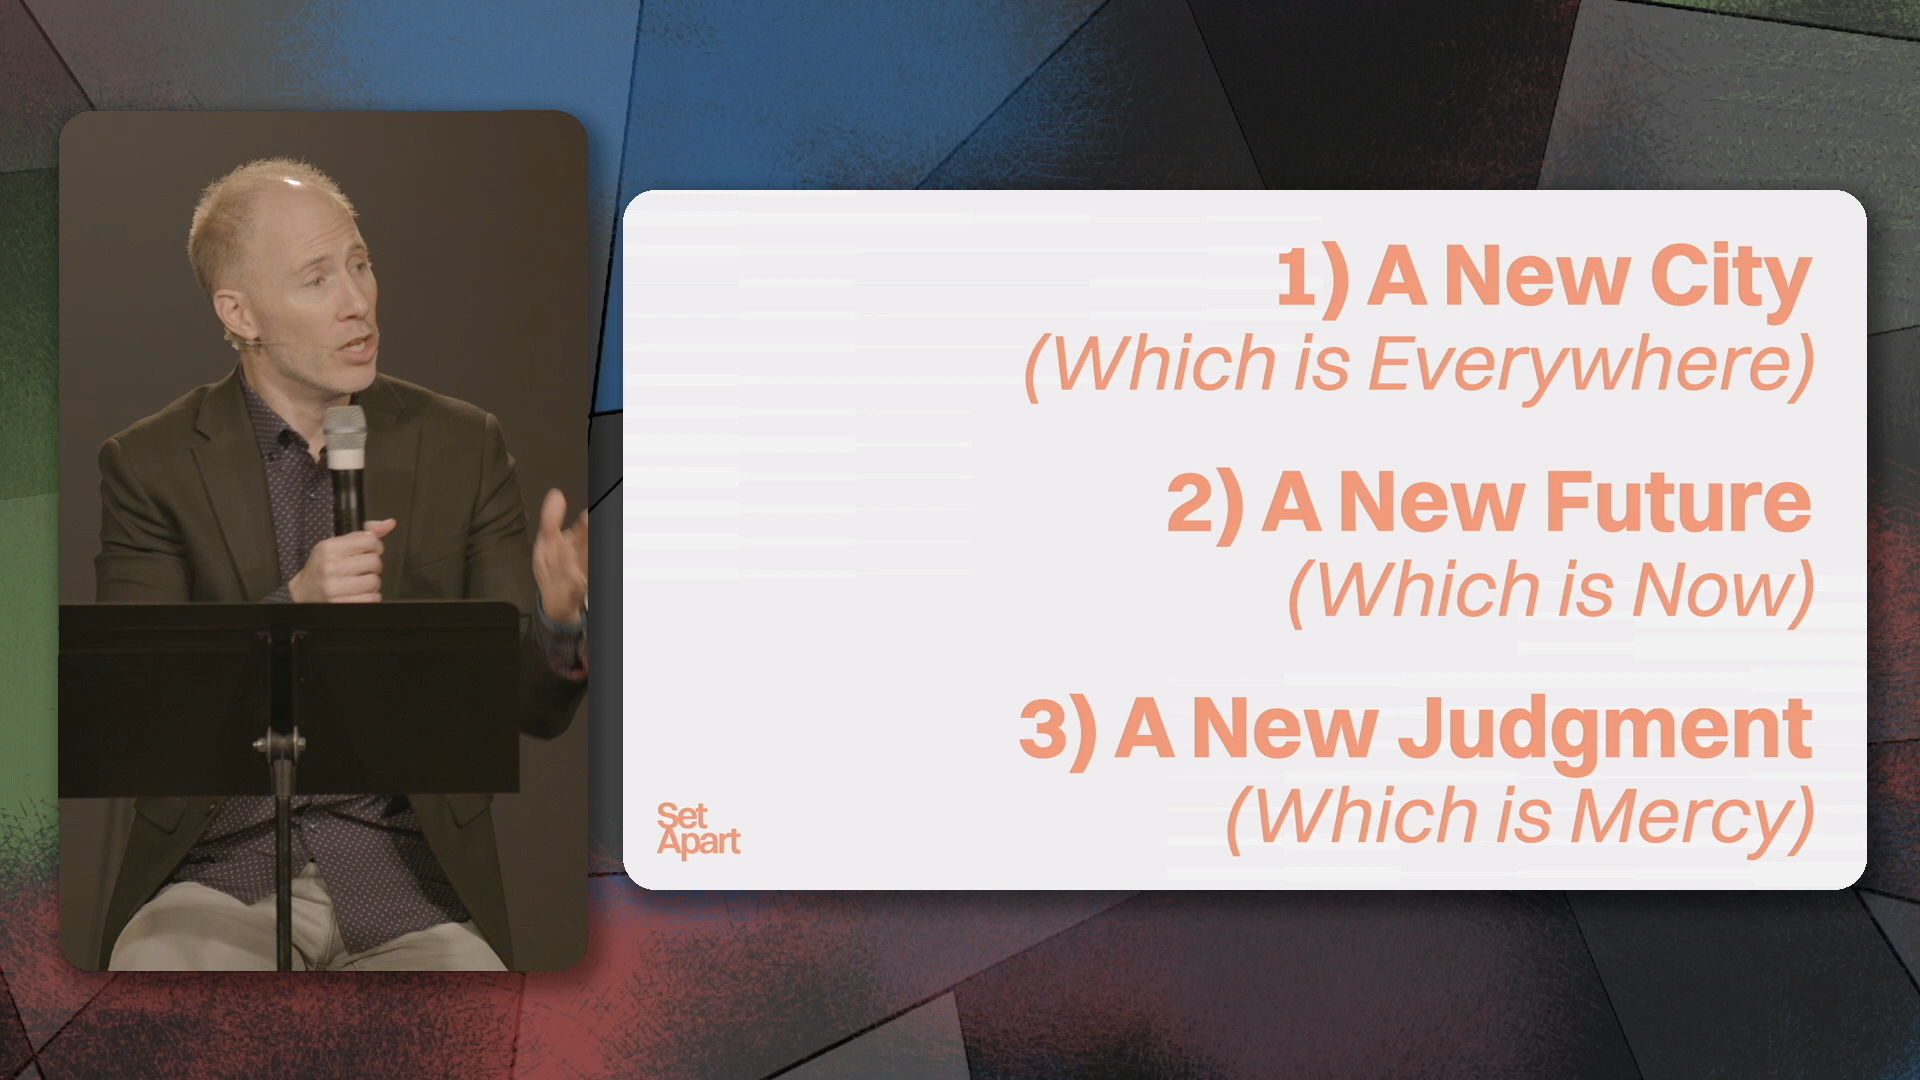 1) A New City
(Which is Everywhere)
2) A New Future
(Which is Now)
3) A New Judgment
(Which is Mercy)
Set
Apart